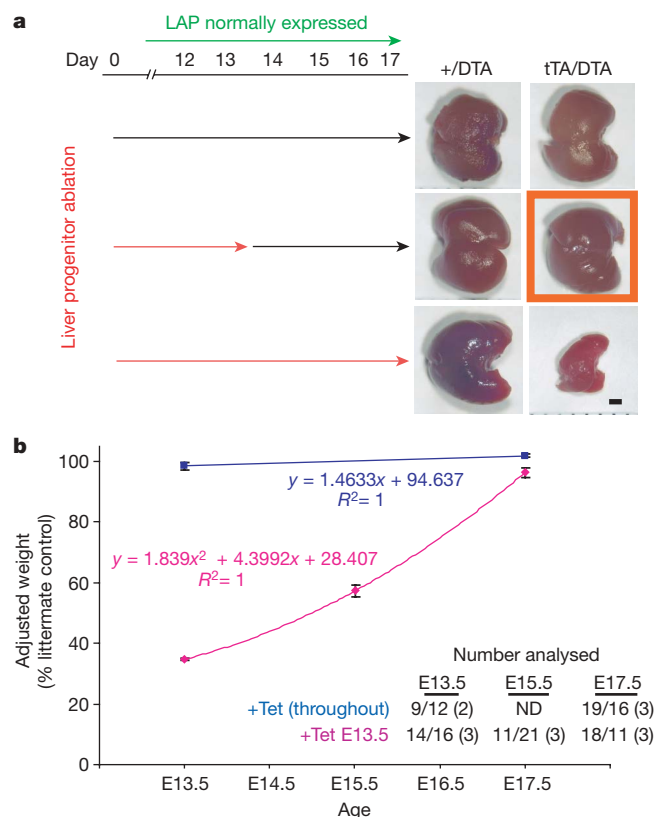 a
LAP normally expressed
Day 0 12 13 14 15 16 17
+/DTA tTA/DTA
Liver progenitor ablation
b
100
80
60
40
20
0
Adjusted weight
(% littermate control)
y = 1.4633x + 94.637
R² = 1
y = 1.839x² + 4.3992x + 28.407
R² = 1
Number analysed
E13.5 E15.5 E17.5
+Tet (throughout) 9/12 (2) ND 19/16 (3)
+Tet E13.5 14/16 (3) 11/21 (3) 18/11 (3)
E13.5 E14.5 E15.5 E16.5 E17.5
Age